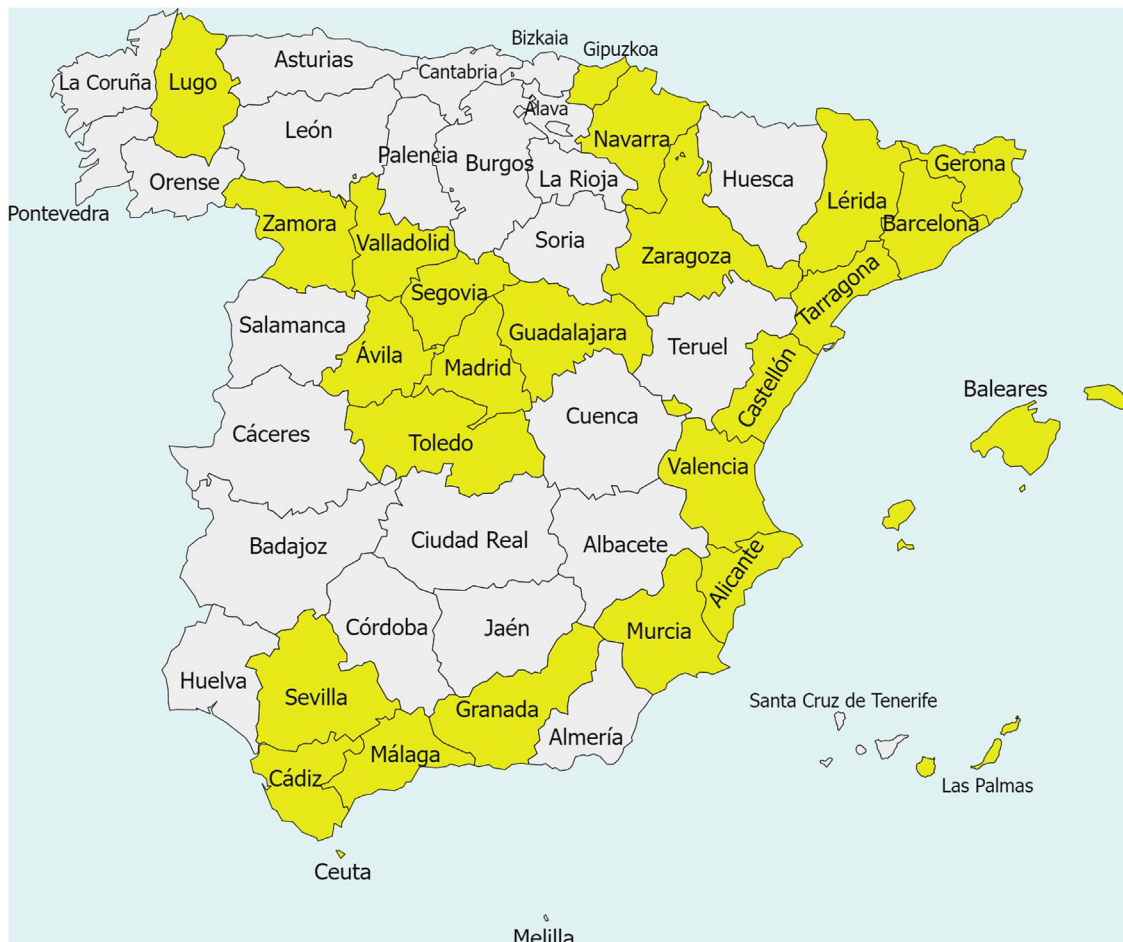 Bizkaia
Gipuzkoa
Asturias
Cantabria
La Coruña
Lugo
Álava
León
Navarra
Palencia
Burgos
Gerona
Huesca
La Rioja
Orense
Lérida
Pontevedra
Zamora
Barcelona
Valladolid
Soria
Zaragoza
Tarragona
Segovia
Salamanca
Guadalajara
Teruel
Ávila
Madrid
Castellón
Baleares
Cuenca
Cáceres
Toledo
Valencia
Ciudad Real
Albacete
Badajoz
Alicante
Córdoba
Jaén
Murcia
Huelva
Sevilla
Santa Cruz de Tenerife
Granada
Almería
Málaga
Cádiz
Las Palmas
Ceuta
Melilla